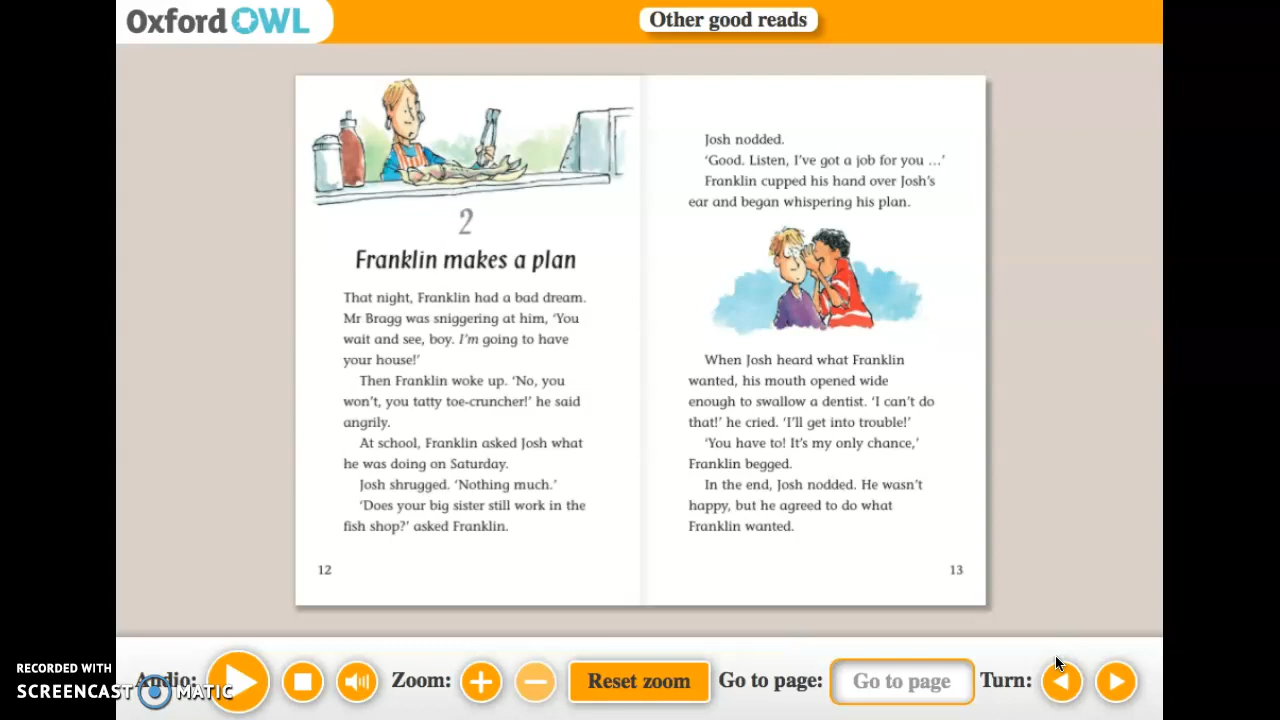 Oxford OWL
Other good reads
2
Franklin makes a plan
That night, Franklin had a bad dream.
Mr Bragg was sniggering at him, ‘You
wait and see, boy. I’m going to have
your house!’
Then Franklin woke up. ‘No, you
won’t, you tatty toe-cruncher!’ he said
angrily.
At school, Franklin asked Josh what
he was doing on Saturday.
Josh shrugged. ‘Nothing much.’
‘Does your big sister still work in the
fish shop?’ asked Franklin.
12
Josh nodded.
‘Good. Listen, I’ve got a job for you …’
Franklin cupped his hand over Josh’s
ear and began whispering his plan.
When Josh heard what Franklin
wanted, his mouth opened wide
enough to swallow a dentist. ‘I can’t do
that!’ he cried. ‘I’ll get into trouble!’
‘You have to! It’s my only chance,’
Franklin begged.
In the end, Josh nodded. He wasn’t
happy, but he agreed to do what
Franklin wanted.
13
Audio:
Zoom:
Reset zoom
Go to page:
Go to page
Turn:
RECORDED WITH
SCREENCAST MATIC